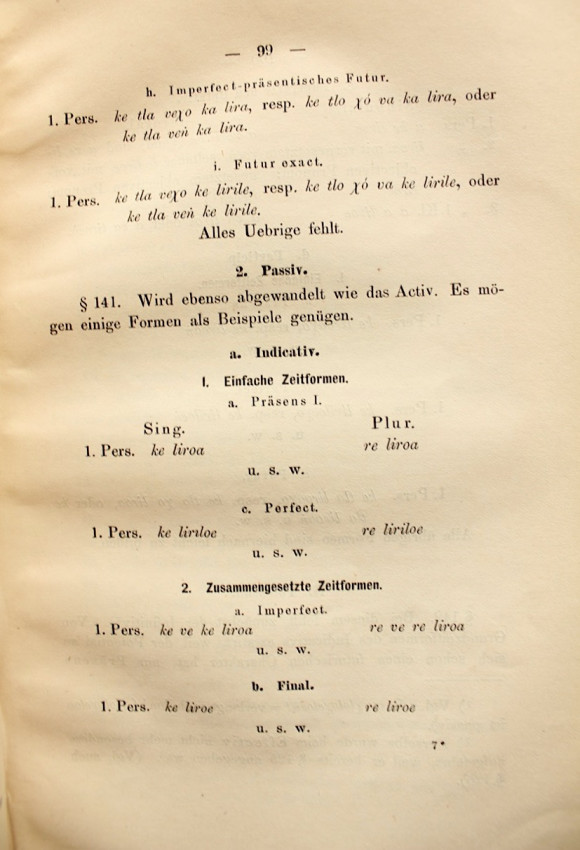 — 99 —
h. Imperfect-präsentisches Futur.
1. Pers. ke tla veχo ka lira, resp. ke tlo χó va ka lira, oder
ke tla veṅ ka lira.
i. Futur exact.
1. Pers. ke tla veχo ke lirile, resp. ke tlo χó va ke lirile, oder
ke tla veṅ ke lirile.
Alles Uebrige fehlt.
2. Passiv.
§ 141. Wird ebenso abgewandelt wie das Activ. Es mö-
gen einige Formen als Beispiele genügen.
a. Indicativ.
1. Einfache Zeitformen.
a. Präsens I.
Sing. Plur.
1. Pers. ke liroa re liroa
u. s. w.
c. Perfect.
1. Pers. ke liriloe re liriloe
u. s. w.
2. Zusammengesetzte Zeitformen.
a. Imperfect.
1. Pers. ke ve ke liroa re ve re liroa
u. s. w.
b. Final.
1. Pers. ke liroe re liroe
u. s. w.
7*